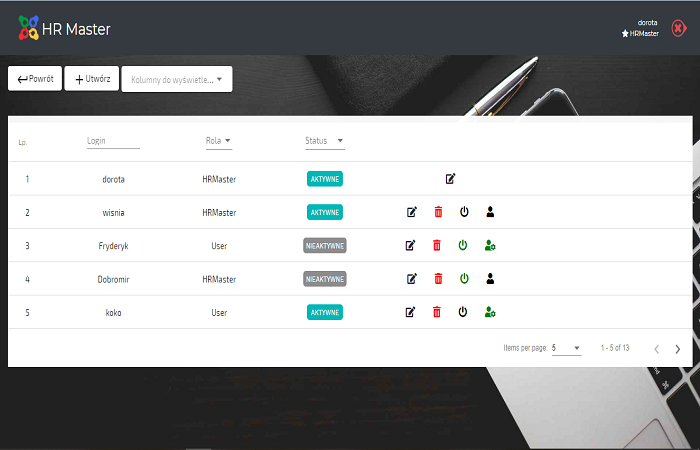 HR Master
dorota
HRMaster
Powrót
Utwórz
Kolumny do wyświetle...
Lp.
Login
Rola
Status
1 dorota HRMaster AKTYWNE
2 wisnia HRMaster AKTYWNE
3 Fryderyk User NIEAKTYWNE
4 Dobromir HRMaster NIEAKTYWNE
5 koko User AKTYWNE
Items per page: 5 1 - 5 of 13